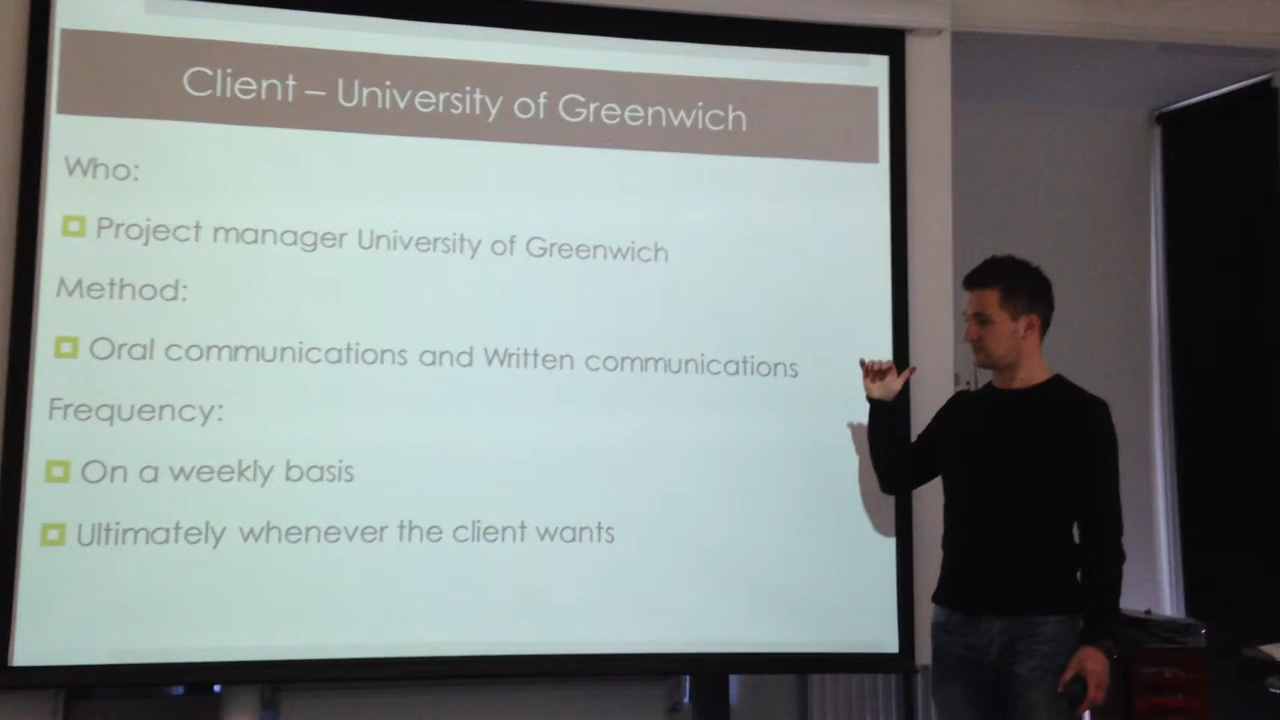 Client – University of Greenwich
Who:
Project manager University of Greenwich
Method:
Oral communications and Written communications
Frequency:
On a weekly basis
Ultimately whenever the client wants